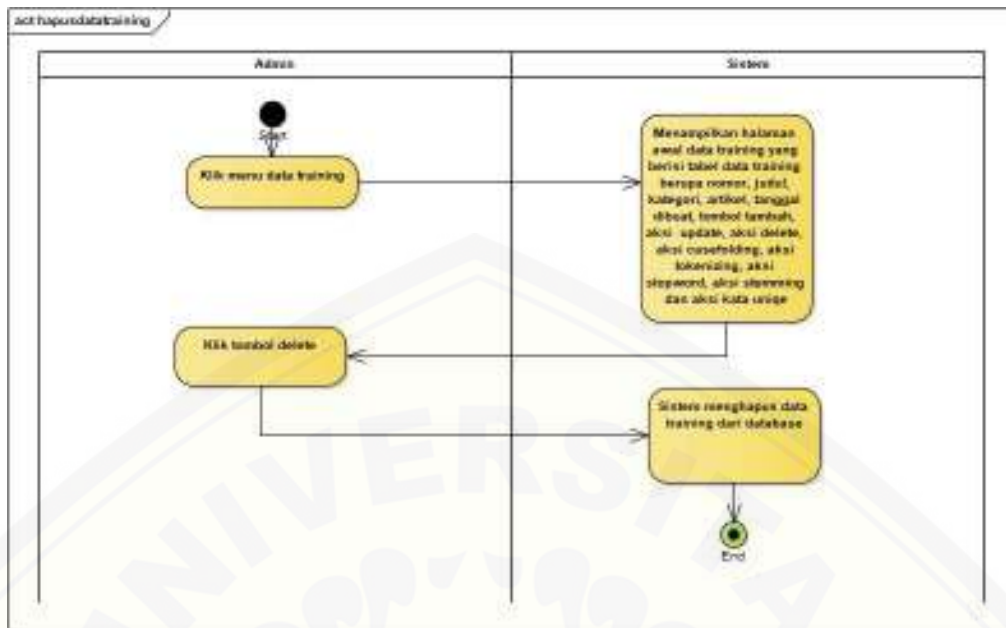 act hapusdatatraining
Admin
Sistem
Start
Klik menu data training
Menampilkan halaman
awal data training yang
berisi tabel data training
berupa nomor, judul,
kategori, artikel, tanggal
dibuat, tombol tambah,
aksi update, aksi delete,
aksi casefolding, aksi
tokenizing, aksi
stopword, aksi stemming
dan aksi kata uniqe
Klik tombol delete
Sistem menghapus data
training dari database
End
UNIVERSITA